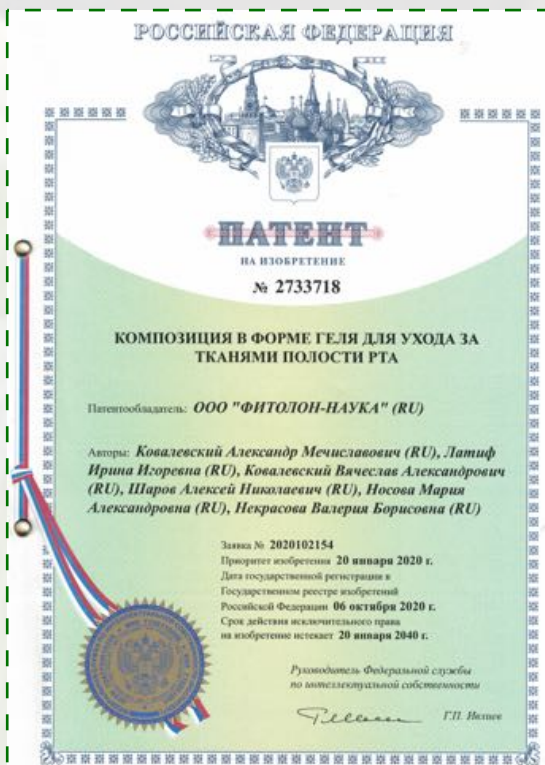 РОССИЙСКАЯ ФЕДЕРАЦИЯ
ПАТЕНТ
НА ИЗОБРЕТЕНИЕ
№ 2733718
КОМПОЗИЦИЯ В ФОРМЕ ГЕЛЯ ДЛЯ УХОДА ЗА
ТКАНЯМИ ПОЛОСТИ РТА
Патентообладатель: ООО "ФИТОЛОН-НАУКА" (RU)
Авторы: Ковалевский Александр Мечиславович (RU), Латиф
Ирина Игоревна (RU), Ковалевский Вячеслав Александрович
(RU), Шаров Алексей Николаевич (RU), Носова Мария
Александровна (RU), Некрасова Валерия Борисовна (RU)
Заявка № 2020102154
Приоритет изобретения 20 января 2020 г.
Дата государственной регистрации в
Государственном реестре изобретений
Российской Федерации 06 октября 2020 г.
Срок действия исключительного права
на изобретение истекает 20 января 2040 г.
Руководитель Федеральной службы
по интеллектуальной собственности
Г.П. Ивлиев